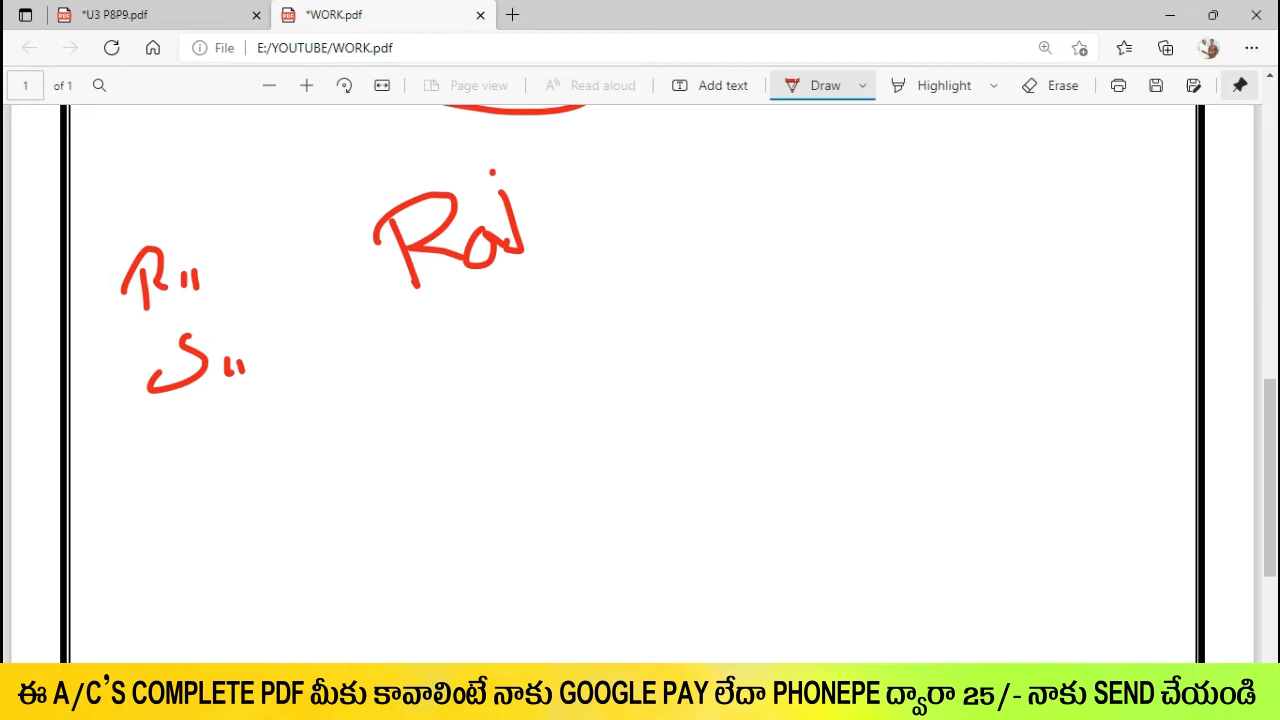 *U3 P8P9.pdf
*WORK.pdf
File E:/YOUTUBE/WORK.pdf
1 of 1 Page view Read aloud Add text Draw Highlight Erase
Raj
R"
S"
ఈ A/C'S COMPLETE PDF మీకు కావాలింటే నాకు GOOGLE PAY లేదా PHONEPE ద్వారా 25/- నాకు SEND చేయండి